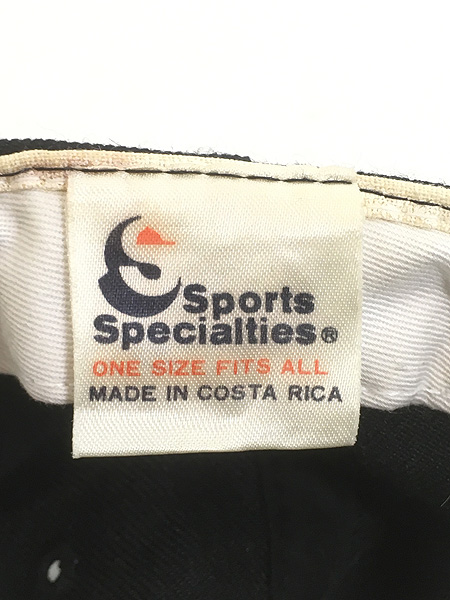 Sports
Specialties®
ONE SIZE FITS ALL
MADE IN COSTA RICA